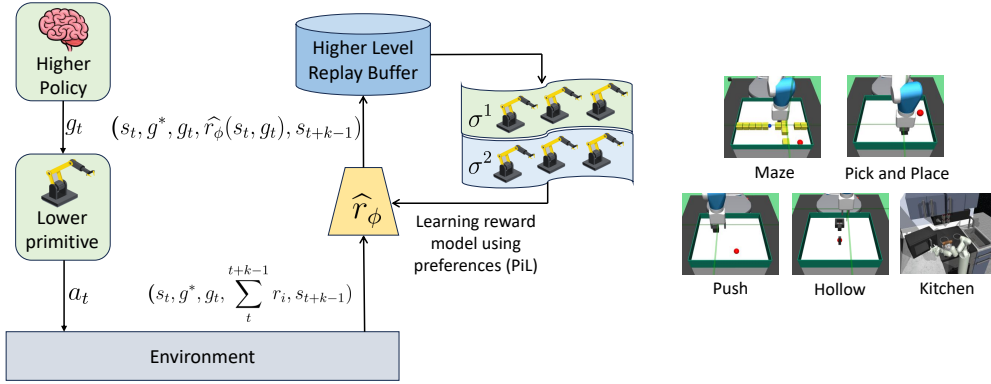 Higher
Policy
g_t
Lower
primitive
a_t
Environment
(s_t, g^*, g_t, \sum_{t}^{t+k-1} r_i, s_{t+k-1})
\widehat{r}_\phi
(s_t, g^*, g_t, \widehat{r_\phi}(s_t, g_t), s_{t+k-1})
Higher Level
Replay Buffer
σ^1
σ^2
Learning reward
model using
preferences (PiL)
Maze
Pick and Place
Push
Hollow
Kitchen